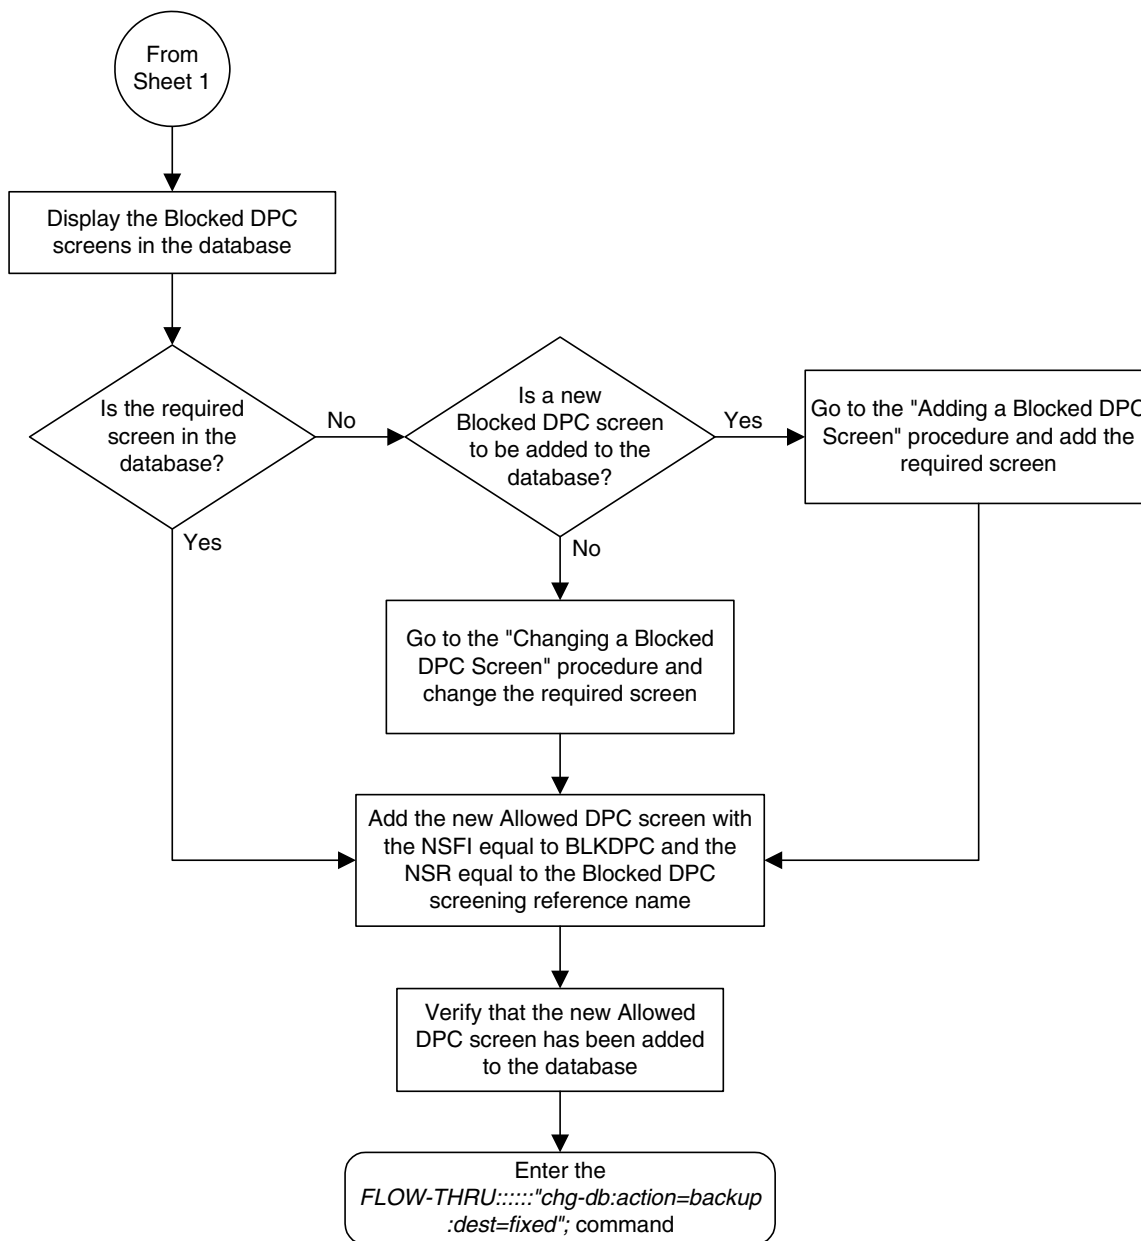 From
Sheet 1
Display the Blocked DPC
screens in the database
Is the required
screen in the
database?
No
Is a new
Blocked DPC screen
to be added to the
database?
Yes
Go to the "Adding a Blocked DPC
Screen" procedure and add the
required screen
Yes
No
Go to the "Changing a Blocked
DPC Screen" procedure and
change the required screen
Add the new Allowed DPC screen with
the NSFI equal to BLKDPC and the
NSR equal to the Blocked DPC
screening reference name
Verify that the new Allowed
DPC screen has been added
to the database
Enter the
FLOW-THRU::::::"chg-db:action=backup
:dest=fixed"; command